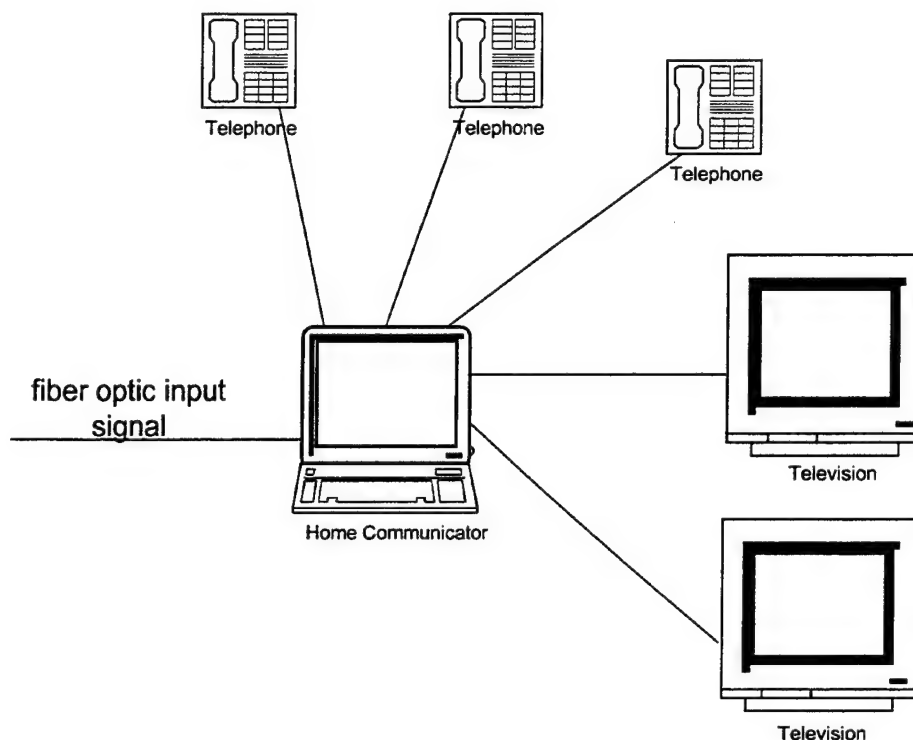 Telephone
Telephone
Telephone
fiber optic input
signal
Television
Home Communicator
Television